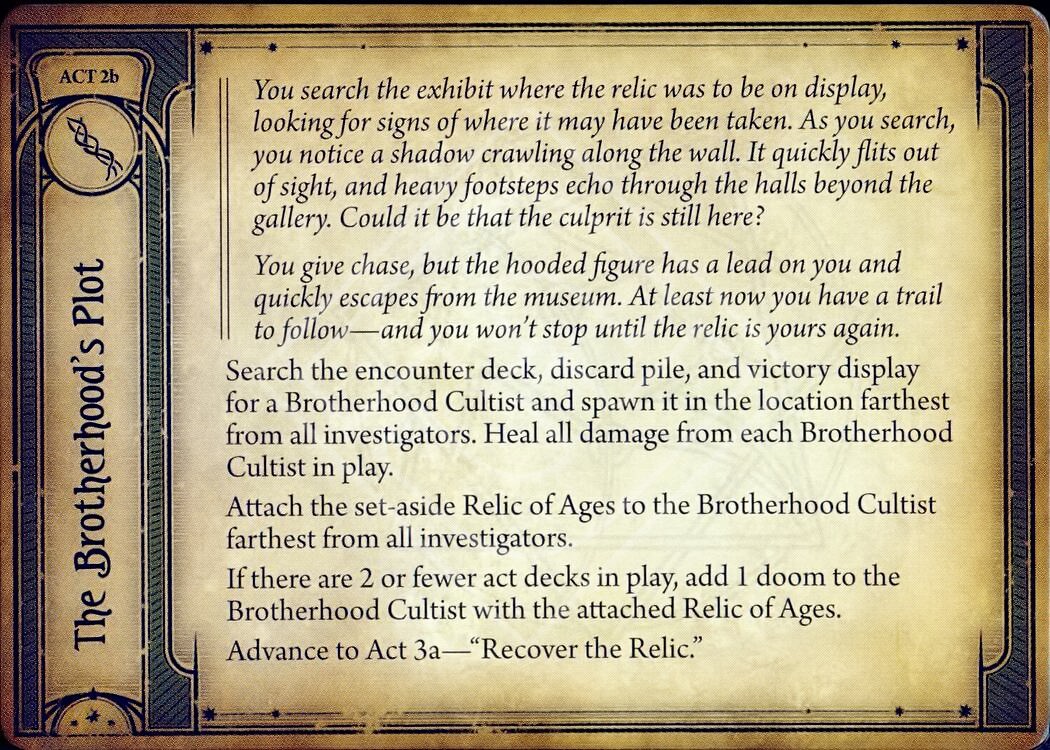 ACT 2b
The Brotherhood's Plot
You search the exhibit where the relic was to be on display,
looking for signs of where it may have been taken. As you search,
you notice a shadow crawling along the wall. It quickly flits out
of sight, and heavy footsteps echo through the halls beyond the
gallery. Could it be that the culprit is still here?
You give chase, but the hooded figure has a lead on you and
quickly escapes from the museum. At least now you have a trail
to follow—and you won't stop until the relic is yours again.
Search the encounter deck, discard pile, and victory display
for a Brotherhood Cultist and spawn it in the location farthest
from all investigators. Heal all damage from each Brotherhood
Cultist in play.
Attach the set-aside Relic of Ages to the Brotherhood Cultist
farthest from all investigators.
If there are 2 or fewer act decks in play, add 1 doom to the
Brotherhood Cultist with the attached Relic of Ages.
Advance to Act 3a—“Recover the Relic.”